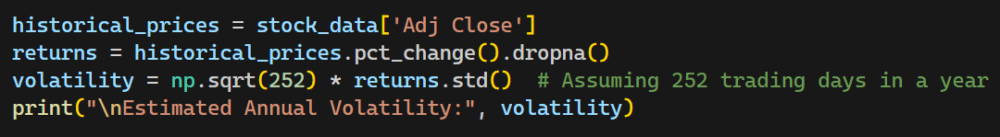 historical_prices = stock_data['Adj Close']
returns = historical_prices.pct_change().dropna()
volatility = np.sqrt(252) * returns.std()  # Assuming 252 trading days in a year
print("\nEstimated Annual Volatility:", volatility)